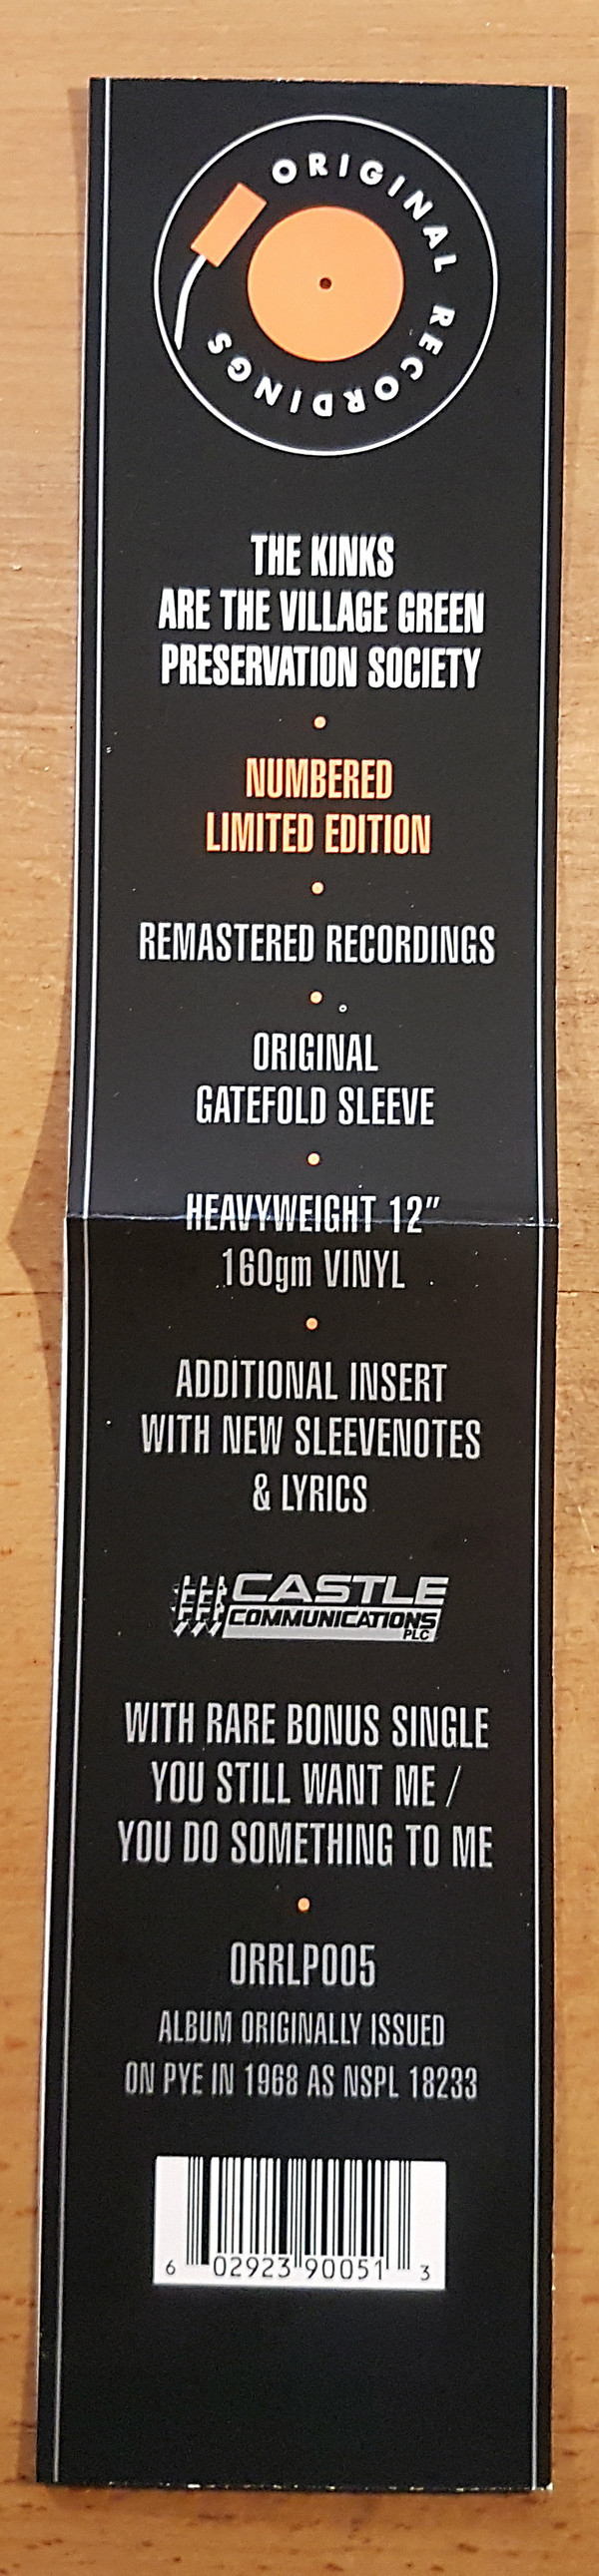 ORIGINAL RECORDINGS
THE KINKS
ARE THE VILLAGE GREEN
PRESERVATION SOCIETY
•
NUMBERED
LIMITED EDITION
•
REMASTERED RECORDINGS
•
ORIGINAL
GATEFOLD SLEEVE
•
HEAVYWEIGHT 12"
160gm VINYL
•
ADDITIONAL INSERT
WITH NEW SLEEVENOTES
& LYRICS
CASTLE
COMMUNICATIONS
PLC
WITH RARE BONUS SINGLE
YOU STILL WANT ME /
YOU DO SOMETHING TO ME
•
ORRLP005
ALBUM ORIGINALLY ISSUED
ON PYE IN 1968 AS NSPL 18233
6 02923 90051 3